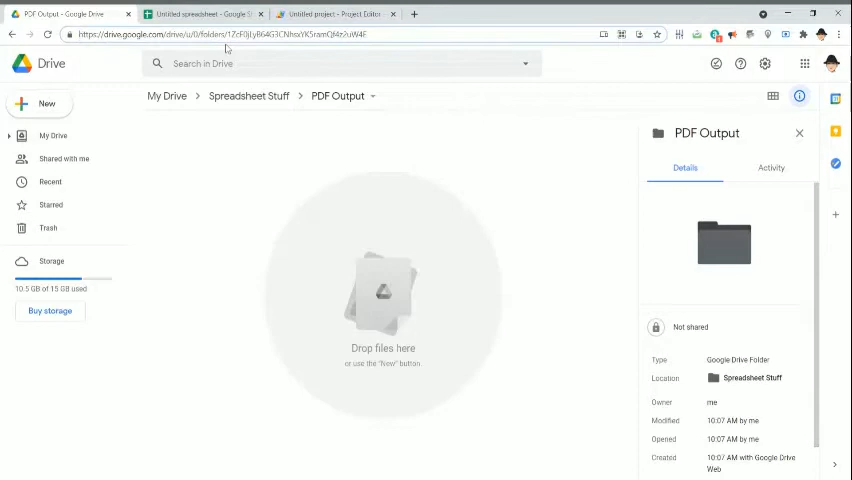 PDF Output - Google Drive
Untitled spreadsheet - Google S
Untitled project - Project Editor
Drive
Search in Drive
New
My Drive
Spreadsheet Stuff
PDF Output
PDF Output
My Drive
Shared with me
Recent
Starred
Trash
Storage
10.5 GB of 15 GB used
Buy storage
Details
Activity
Drop files here
or use the "New" button.
Not shared
Type Google Drive Folder
Location Spreadsheet Stuff
Owner me
Modified 10:07 AM by me
Opened 10:07 AM by me
Created 10:07 AM with Google Drive
Web